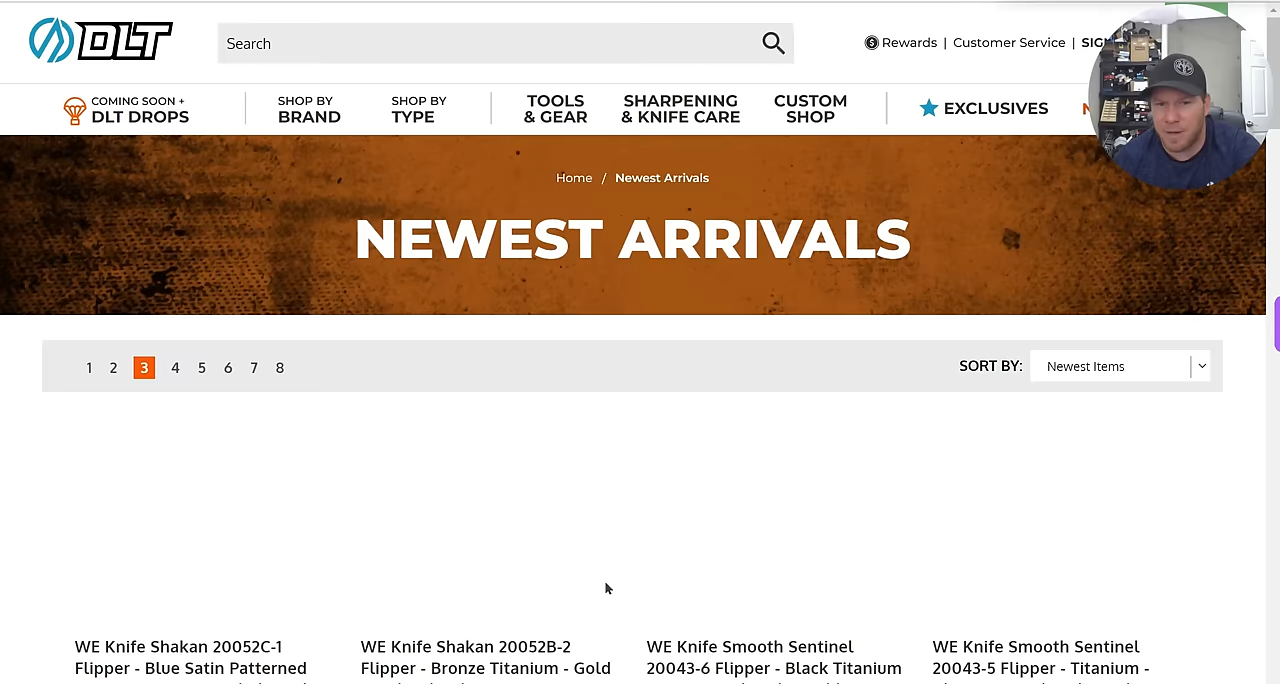 DLT
Search
Rewards | Customer Service |
COMING SOON +
DLT DROPS
SHOP BY
BRAND
SHOP BY
TYPE
TOOLS
& GEAR
SHARPENING
& KNIFE CARE
CUSTOM
SHOP
EXCLUSIVES
Home / Newest Arrivals
NEWEST ARRIVALS
1 2 3 4 5 6 7 8
SORT BY: Newest Items
WE Knife Shakan 20052C-1
Flipper - Blue Satin Patterned
WE Knife Shakan 20052B-2
Flipper - Bronze Titanium - Gold
WE Knife Smooth Sentinel
20043-6 Flipper - Black Titanium
WE Knife Smooth Sentinel
20043-5 Flipper - Titanium -